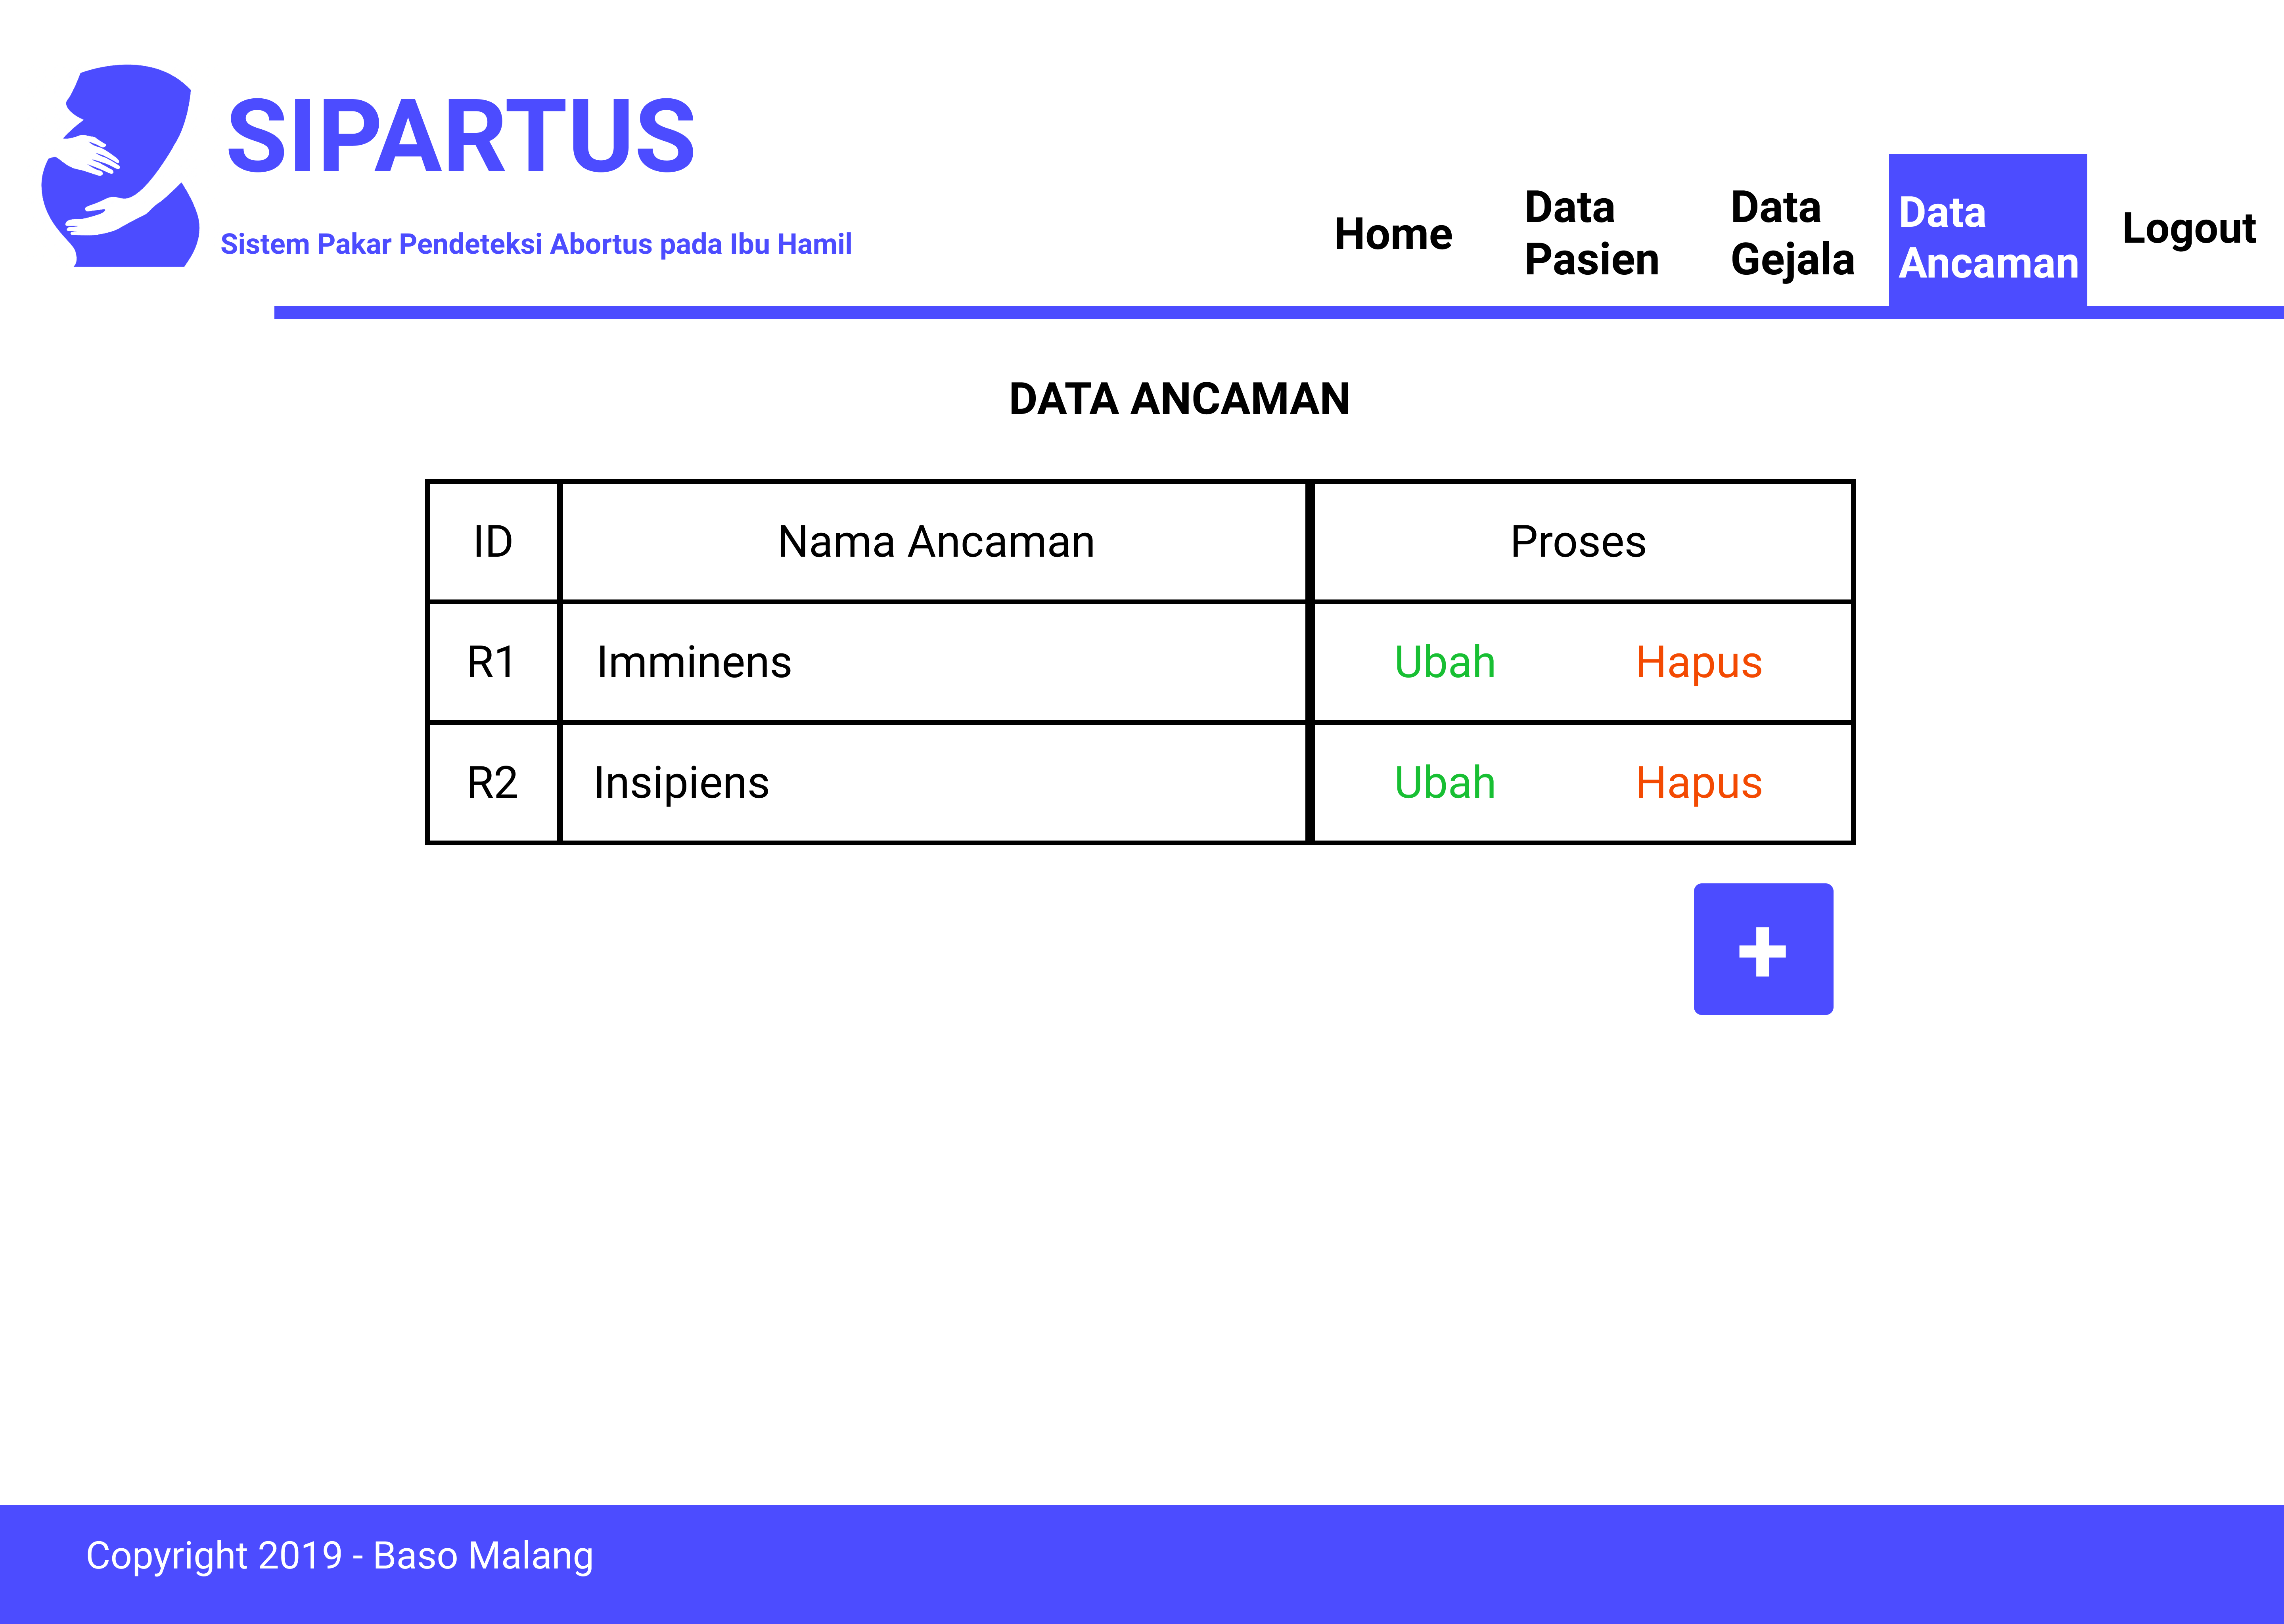 SIPARTUS
Sistem Pakar Pendeteksi Abortus pada Ibu Hamil
Home
Data
Pasien
Data
Gejala
Data
Ancaman
Logout
DATA ANCAMAN
ID Nama Ancaman Proses
R1 Imminens Ubah Hapus
R2 Insipiens Ubah Hapus
+
Copyright 2019 - Baso Malang